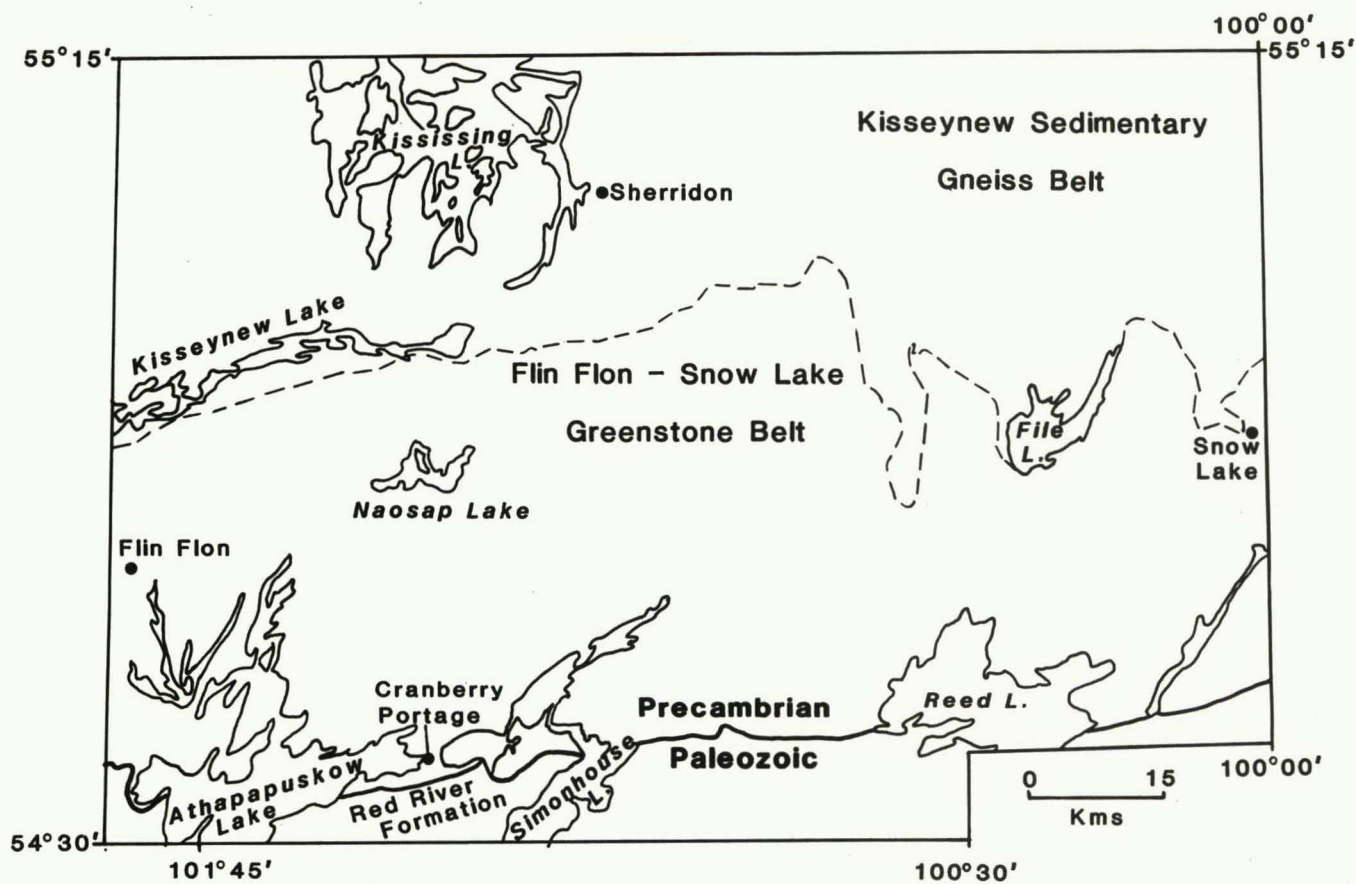 100°00'
55°15'
55°15'
Kisseynew Sedimentary
Gneiss Belt
Kississing
L.
Sherridon
Kisseynew Lake
Flin Flon - Snow Lake
Greenstone Belt
File
L.
Snow
Lake
Naosap Lake
Flin Flon
Cranberry
Portage
Precambrian
Paleozoic
Reed L.
Athapapuskow
Lake
Red River
Formation
Simonhouse
L.
0 15
Kms
100°00'
54°30'
101°45'
100°30'